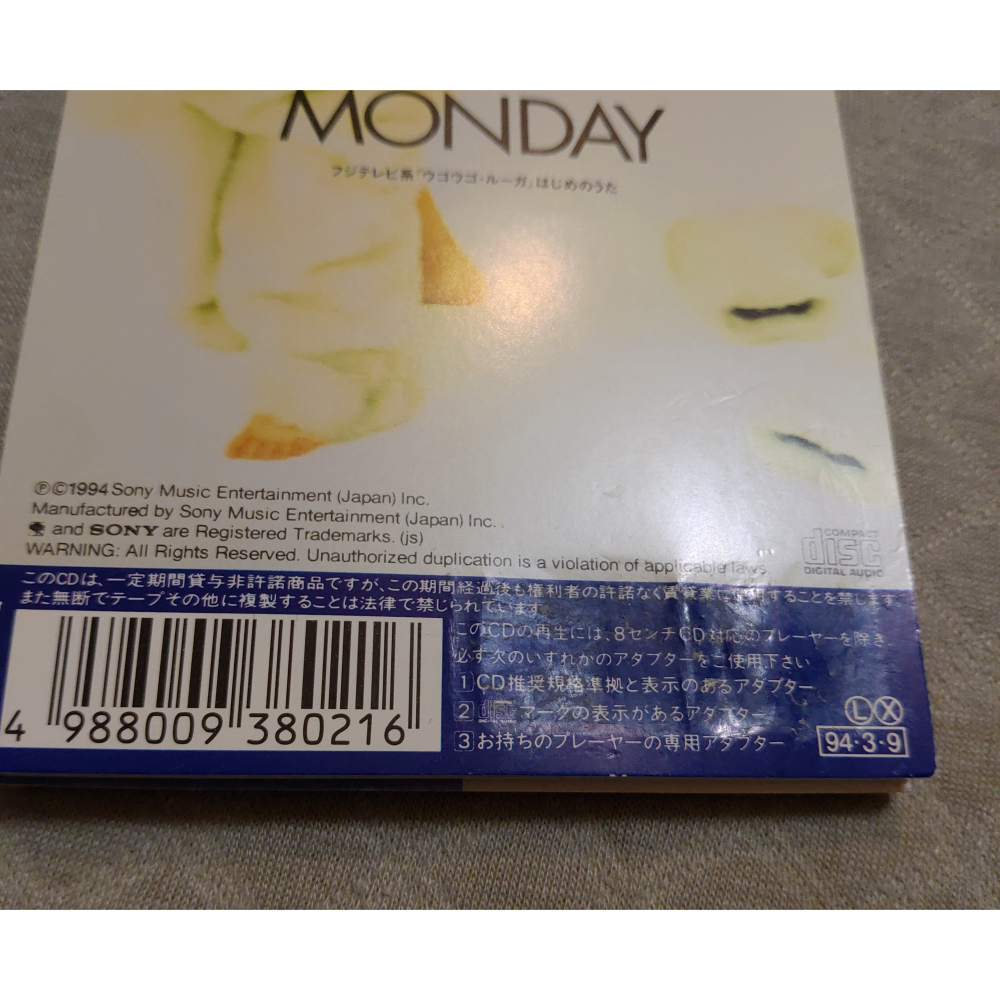 MONDAY
フジテレビ系「ウゴウゴ・ルーガ」はじめのうた
ⓅⒸ1994 Sony Music Entertainment (Japan) Inc.
Manufactured by Sony Music Entertainment (Japan) Inc.
and SONY are Registered Trademarks. (js)
WARNING: All Rights Reserved. Unauthorized duplication is a violation of applicable laws.
COMPACT
disc
DIGITAL AUDIO
このCDは、一定期間貸与非許諾商品ですが、この期間経過後も権利者の許諾なく賃貸業に使用することを禁じます。
また無断でテープその他に複製することは法律で禁じられています。
このCDの再生には、8センチCD対応のプレーヤーを除き
必ず次のいずれかのアダプターをご使用下さい
1 CD推奨規格準拠と表示のあるアダプター
2 disc マークの表示があるアダプター
3 お持ちのプレーヤーの専用アダプター
4 988009 380216
Ⓛ Ⓧ
94・3・9